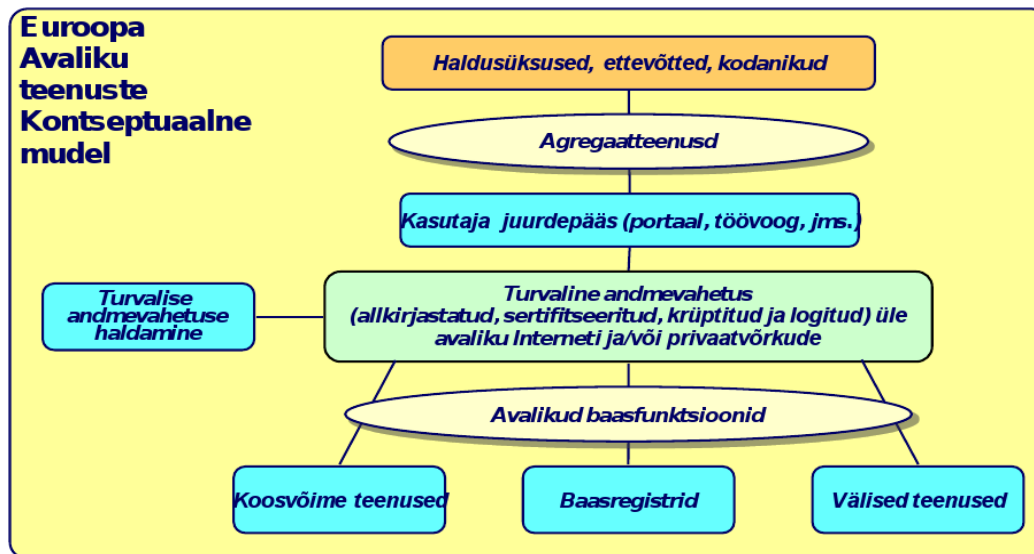 Euroopa
Avaliku
teenuste
Kontseptuaalne
mudel
Haldusüksused, ettevõtted, kodanikud
Agregaatteenusd
Kasutaja juurdepääs (portaal, töövoog, jms.)
Turvalise
andmevahetuse
haldamine
Turvaline andmevahetus
(allkirjastatud, sertifitseeritud, krüptitud ja logitud) üle
avaliku Interneti ja/või privaatvõrkude
Avalikud baasfunktsioonid
Koosvõime teenused
Baasregistrid
Välised teenused